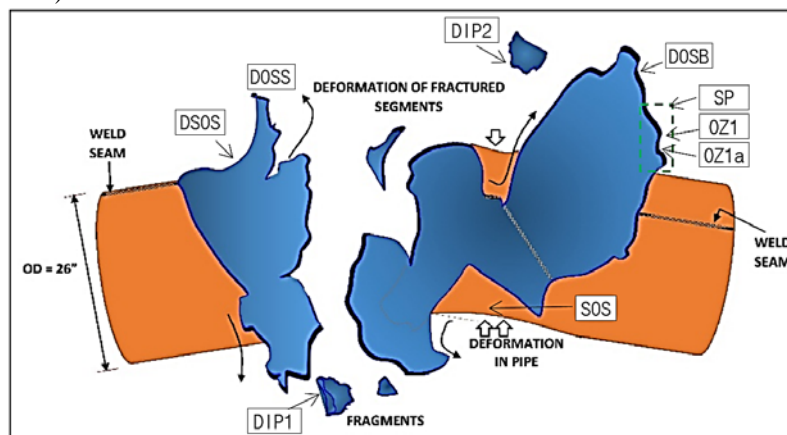 DIP2
DOSB
DOSS
DEFORMATION OF FRACTURED
SEGMENTS
SP
DSOS
OZ1
WELD
SEAM
OZ1a
OD = 26"
WELD
SEAM
SOS
DEFORMATION
IN PIPE
DIP1
FRAGMENTS